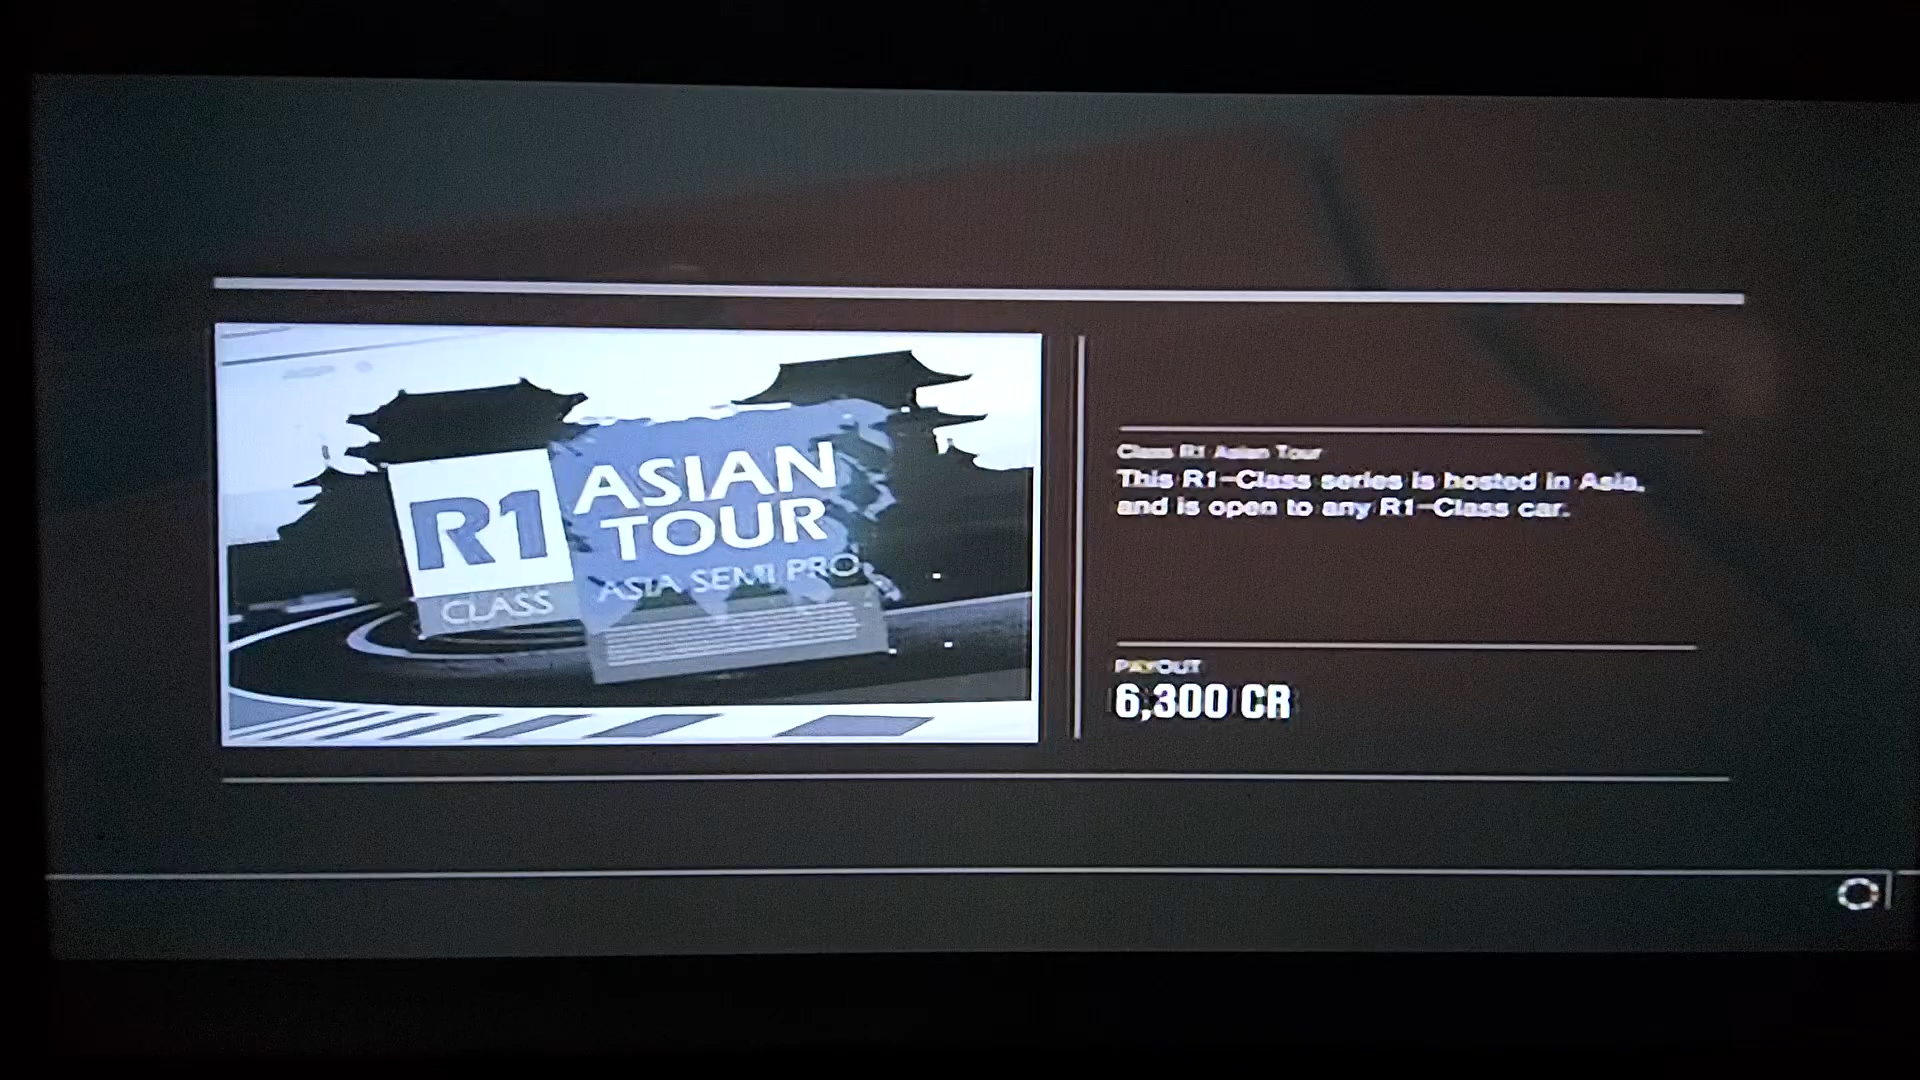 R1
CLASS
ASIAN
TOUR
ASIA SEMI PRO
Class R1 Asian Tour
This R1-Class series is hosted in Asia,
and is open to any R1-Class car.
PAYOUT
6,300 CR